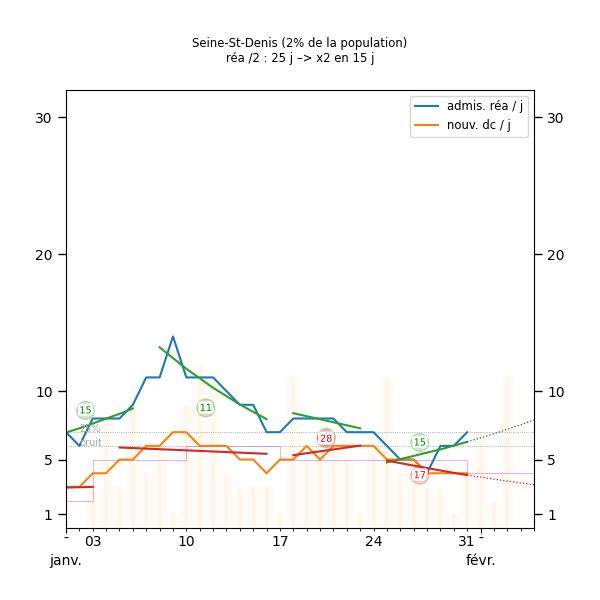 Seine-St-Denis (2% de la population)
réa /2 : 25 j –> x2 en 15 j
admis. réa / j
nouv. dc / j
30
30
20
20
10
10
5
5
1
1
15
11
28
15
17
bruit
03
10
17
24
31
janv.
févr.